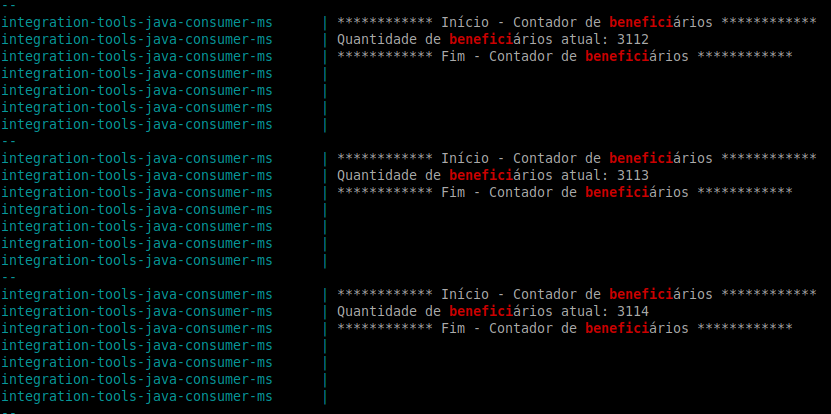 --
integration-tools-java-consumer-ms | ************ Início - Contador de beneficiários ************
integration-tools-java-consumer-ms | Quantidade de beneficiários atual: 3112
integration-tools-java-consumer-ms | ************ Fim - Contador de beneficiários ************
integration-tools-java-consumer-ms |
integration-tools-java-consumer-ms |
integration-tools-java-consumer-ms |
integration-tools-java-consumer-ms |
--
integration-tools-java-consumer-ms | ************ Início - Contador de beneficiários ************
integration-tools-java-consumer-ms | Quantidade de beneficiários atual: 3113
integration-tools-java-consumer-ms | ************ Fim - Contador de beneficiários ************
integration-tools-java-consumer-ms |
integration-tools-java-consumer-ms |
integration-tools-java-consumer-ms |
integration-tools-java-consumer-ms |
--
integration-tools-java-consumer-ms | ************ Início - Contador de beneficiários ************
integration-tools-java-consumer-ms | Quantidade de beneficiários atual: 3114
integration-tools-java-consumer-ms | ************ Fim - Contador de beneficiários ************
integration-tools-java-consumer-ms |
integration-tools-java-consumer-ms |
integration-tools-java-consumer-ms |
integration-tools-java-consumer-ms |
--